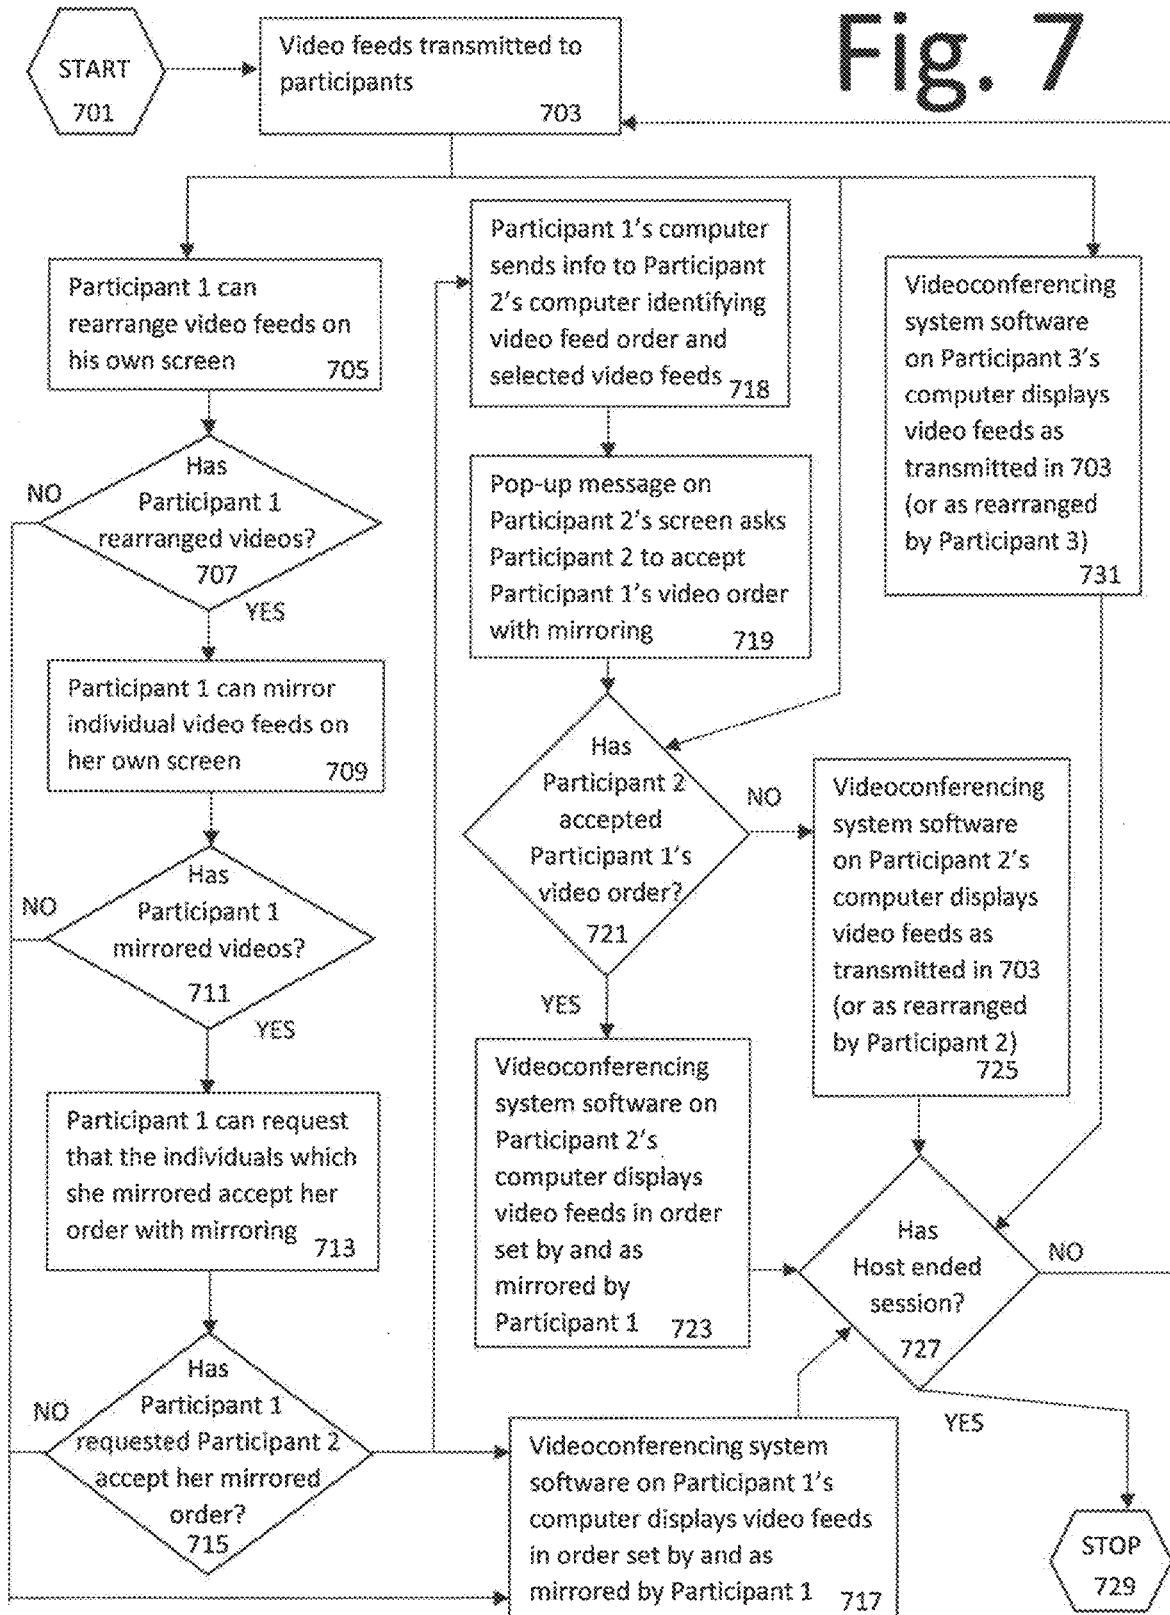 Fig. 7
START
701
Video feeds transmitted to
participants
703
Participant 1 can
rearrange video feeds on
his own screen
705
Has
Participant 1
rearranged videos?
707
NO
YES
Participant 1 can mirror
individual video feeds on
her own screen
709
Has
Participant 1
mirrored videos?
711
NO
YES
Participant 1 can request
that the individuals which
she mirrored accept her
order with mirroring
713
Has
Participant 1
requested Participant 2
accept her mirrored
order?
715
NO
Participant 1's computer
sends info to Participant
2's computer identifying
video feed order and
selected video feeds
718
Pop-up message on
Participant 2's screen asks
Participant 2 to accept
Participant 1's video order
with mirroring
719
Has
Participant 2
accepted
Participant 1's
video order?
721
NO
YES
Videoconferencing
system software on
Participant 2's
computer displays
video feeds in order
set by and as
mirrored by
Participant 1
723
Videoconferencing system
software on Participant 1's
computer displays video feeds
in order set by and as
mirrored by Participant 1
717
Videoconferencing
system software
on Participant 3's
computer displays
video feeds as
transmitted in 703
(or as rearranged
by Participant 3)
731
Videoconferencing
system software
on Participant 2's
computer displays
video feeds as
transmitted in 703
(or as rearranged
by Participant 2)
725
Has
Host ended
session?
727
NO
YES
STOP
729